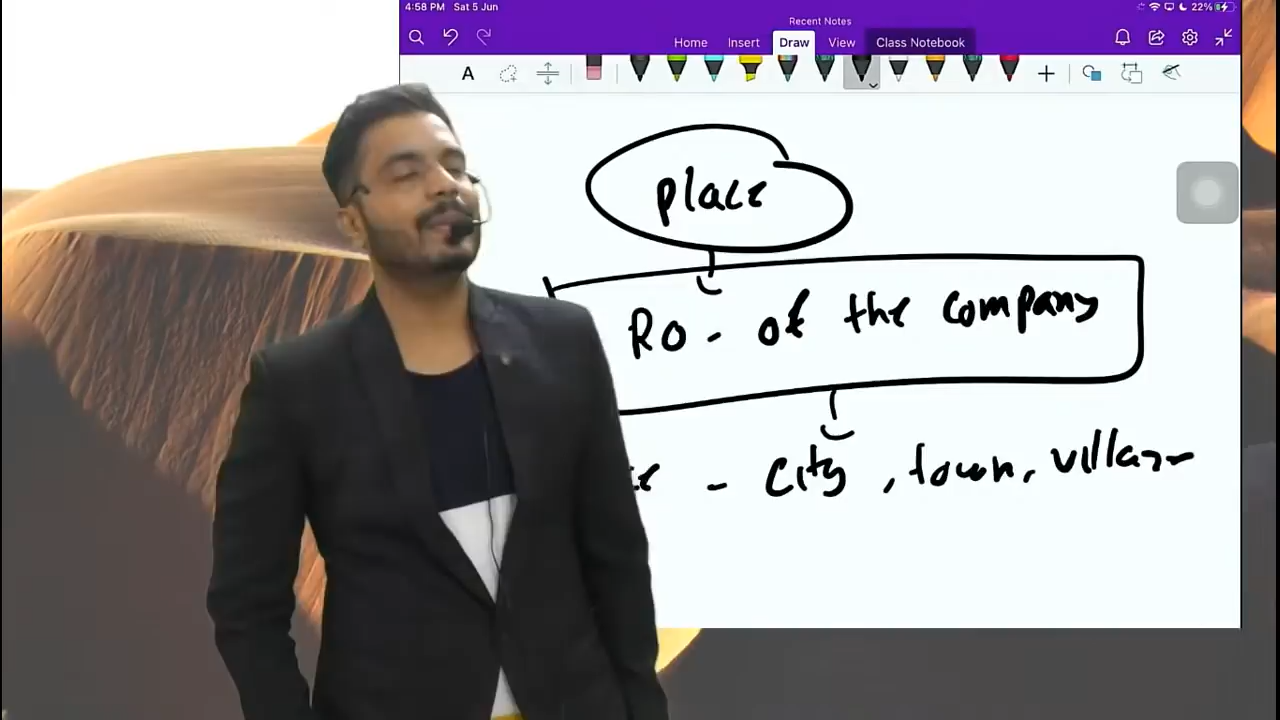 4:58 PM Sat 5 Jun
22%
Recent Notes
Home Insert Draw View Class Notebook
A
place
RO - of the company
- City, town, village